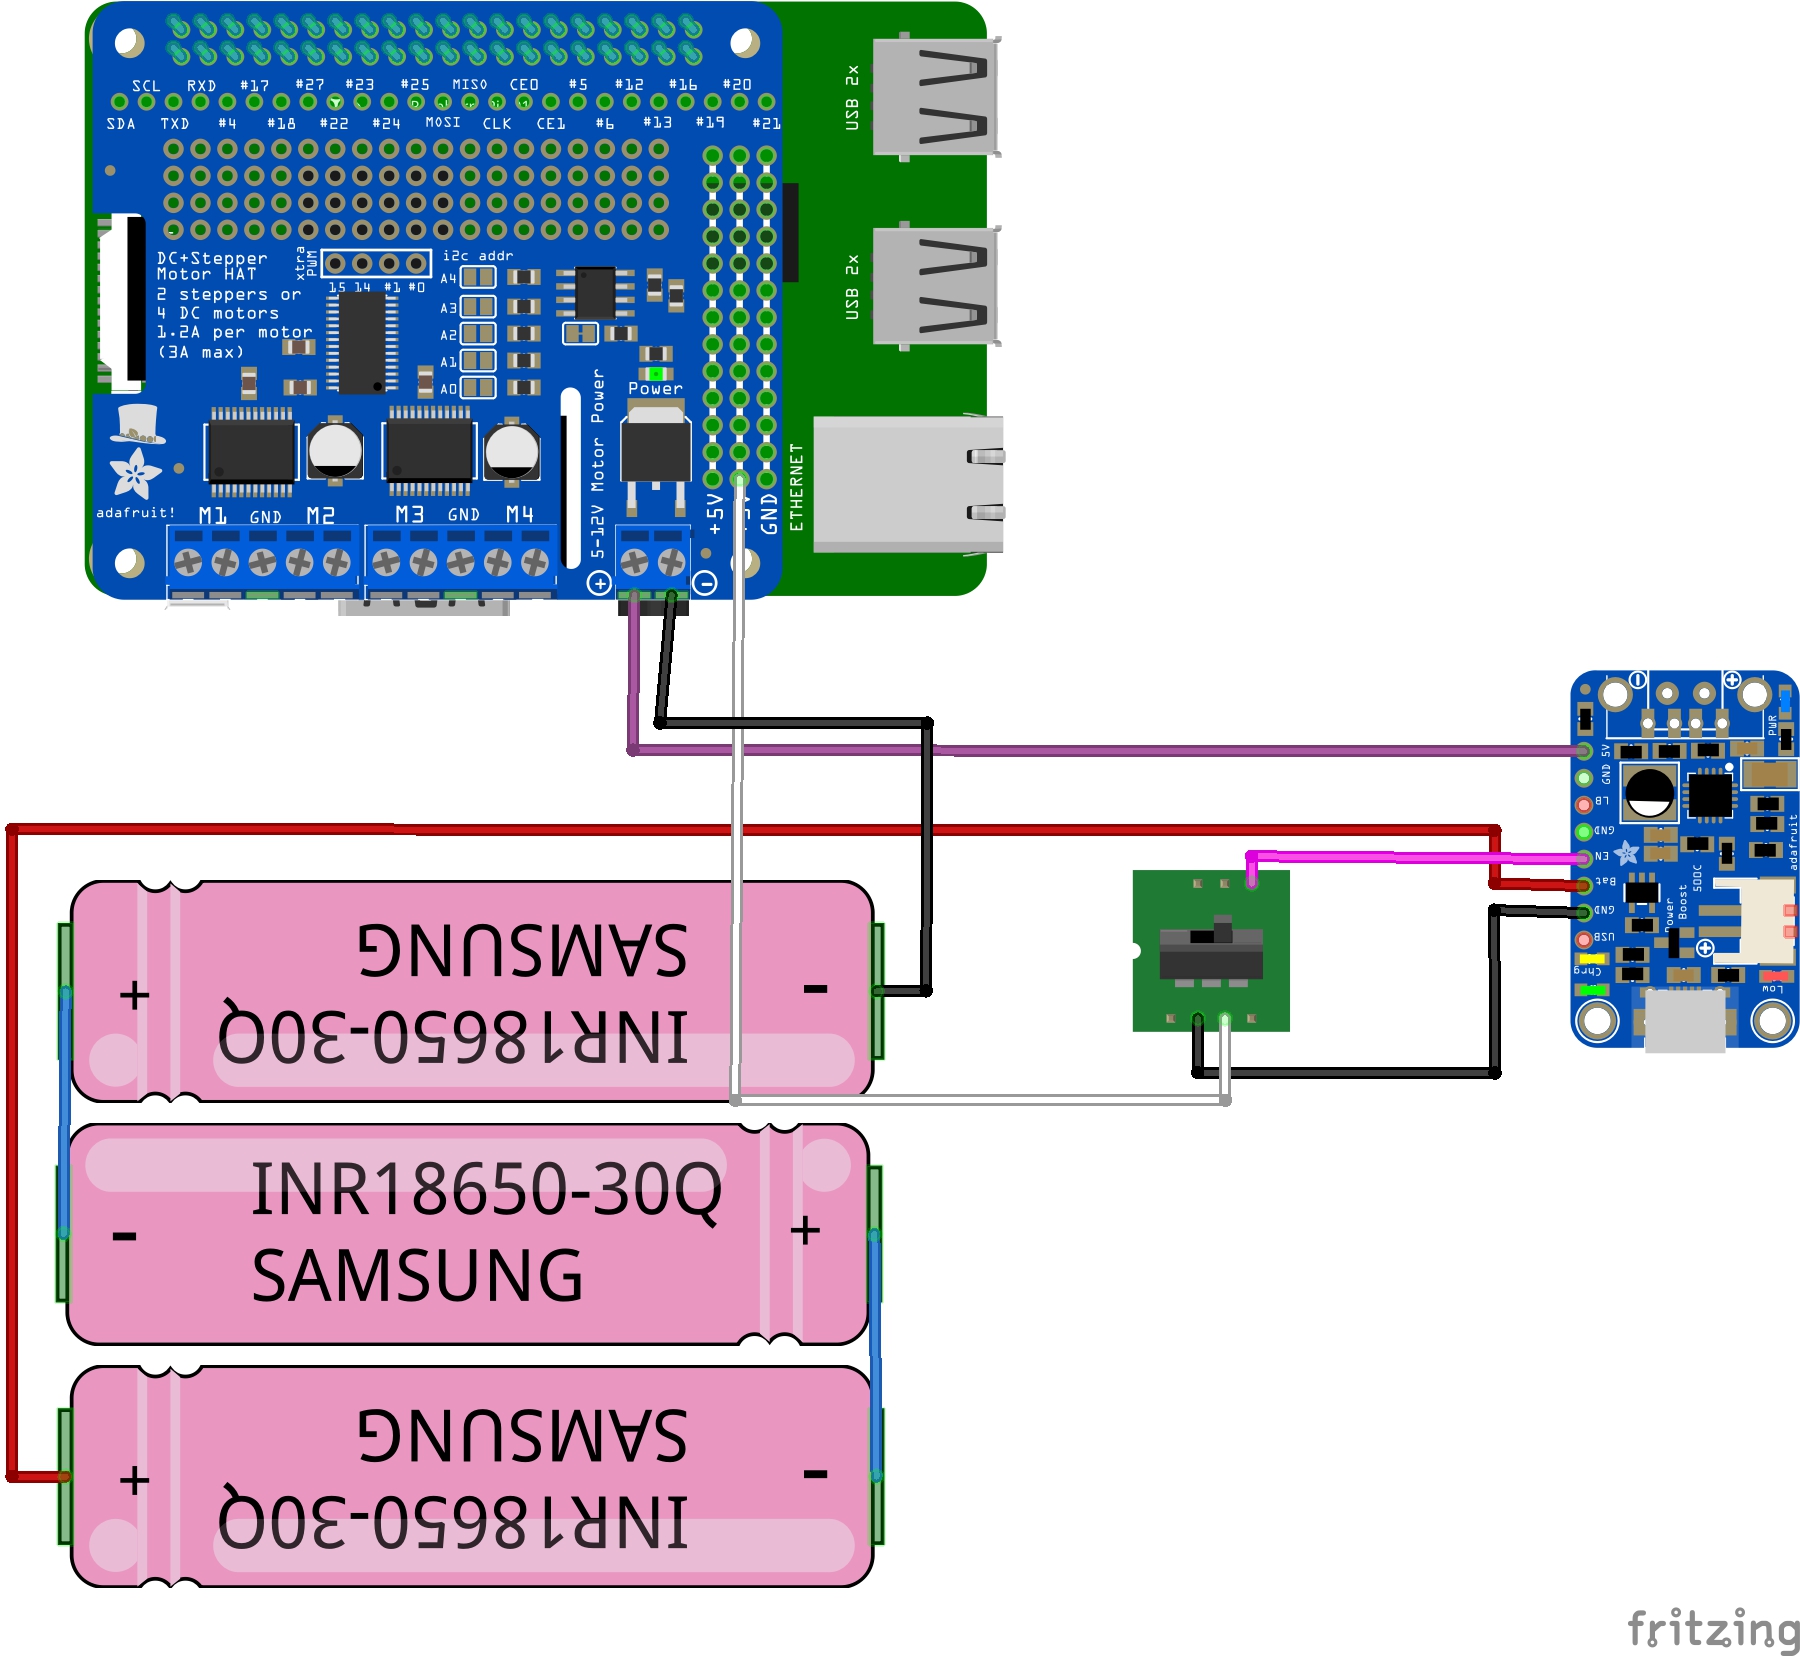 SCL RXD #17 #27 #23 #25 MISO CE0 #5 #12 #16 #20
SDA TXD #4 #18 #22 #24 MOSI CLK CE1 #6 #13 #19 #21
USB 2x
USB 2x
ETHERNET
DC+Stepper
Motor HAT
2 steppers or
4 DC motors
1.2A per motor
(3A max)
xtra
PWM
15 14 #1 #0
i2c addr
A4
A3
A2
A1
A0
Power
5-12V Motor Power
+5V
GND
adafruit!
M1 GND M2
M3 GND M4
+
-
-
+
PWR
5V
GND
LB
GND
EN
Bat
GND
USB
Chrg
Low
adafruit
Power
Boost
500C
+
SAMSUNG
INR18650-30Q
+
-
INR18650-30Q
SAMSUNG
-
+
SAMSUNG
INR18650-30Q
+
-
fritzing